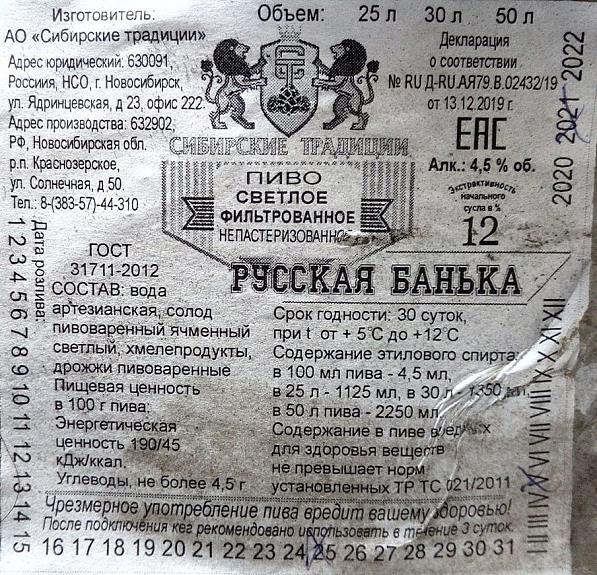 Изготовитель:
АО «Сибирские традиции»
Адрес юридический: 630091,
Россиия, НСО, г. Новосибирск,
ул. Ядринцевская, д 23, офис 222.
Адрес производства: 632902,
РФ, Новосибирская обл.
р.п. Краснозерское,
ул. Солнечная, д 50.
Тел.: 8-(383-57)-44-310
Объем: 25 л 30 л 50 л
СТ
СИБИРСКИЕ ТРАДИЦИИ
Декларация
о соответствии
№ RU Д-RU.АЯ79.В.02432/19
от 13.12.2019 г.
EAC
Алк.: 4,5 % об.
Экстрактивность
начального
сусла в %
12
2020 2021 2022
ПИВО
СВЕТЛОЕ
ФИЛЬТРОВАННОЕ
НЕПАСТЕРИЗОВАННОЕ
РУССКАЯ БАНЬКА
ГОСТ
31711-2012
СОСТАВ: вода
артезианская, солод
пивоваренный ячменный
светлый, хмелепродукты,
дрожжи пивоваренные
Пищевая ценность
в 100 г пива:
Энергетическая
ценность 190/45
кДж/ккал.
Углеводы, не более 4,5 г
Срок годности: 30 суток,
при t от + 5°С до +12°С
Содержание этилового спирта:
в 100 мл пива - 4,5 мл,
в 25 л - 1125 мл, в 30 л - 1350 мл,
в 50 л пива - 2250 мл
Содержание в пиве вредных
для здоровья веществ
не превышает норм
установленных ТР ТС 021/2011
Чрезмерное употребление пива вредит вашему здоровью!
После подключения кег рекомендовано использовать в течение 3 суток.
Дата розлива:
1 2 3 4 5 6 7 8 9 10 11 12 13 14 15
16 17 18 19 20 21 22 23 24 25 26 27 28 29 30 31
I II III IV V VI VII VIII IX X XI XII